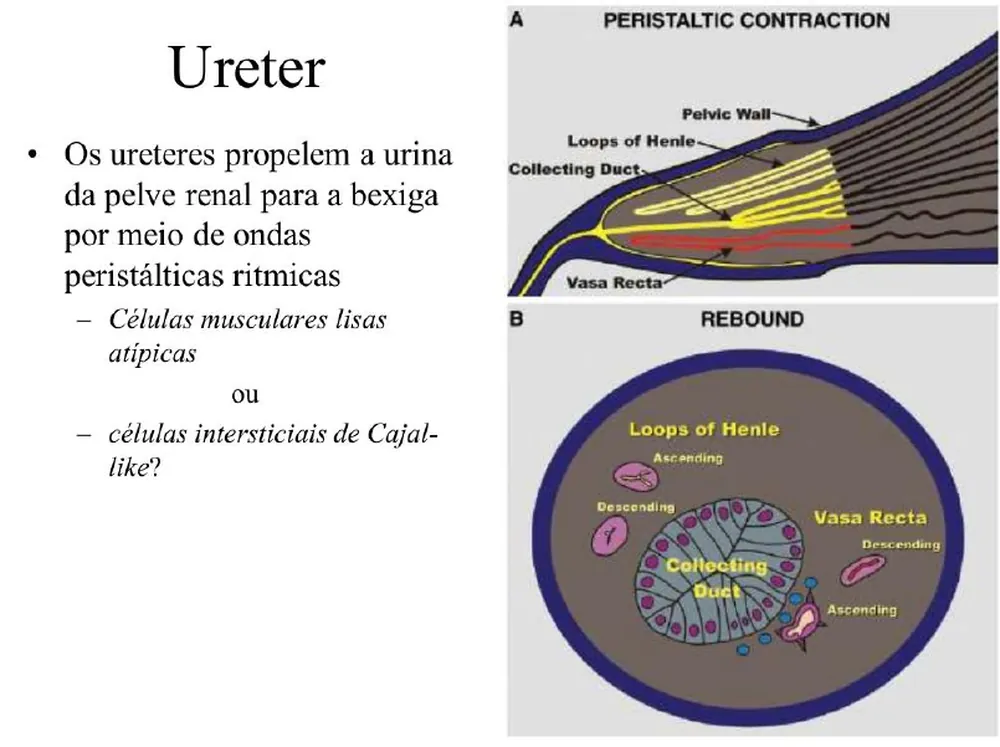 Ureter
• Os ureteres propelem a urina
da pelve renal para a bexiga
por meio de ondas
peristálticas ritmicas
– Células musculares lisas
atípicas
ou
– células intersticiais de Cajal-
like?
A PERISTALTIC CONTRACTION
Pelvic Wall
Loops of Henle
Collecting Duct
Vasa Recta
B REBOUND
Loops of Henle
Ascending
Descending
Vasa Recta
Descending
Collecting
Duct
Ascending